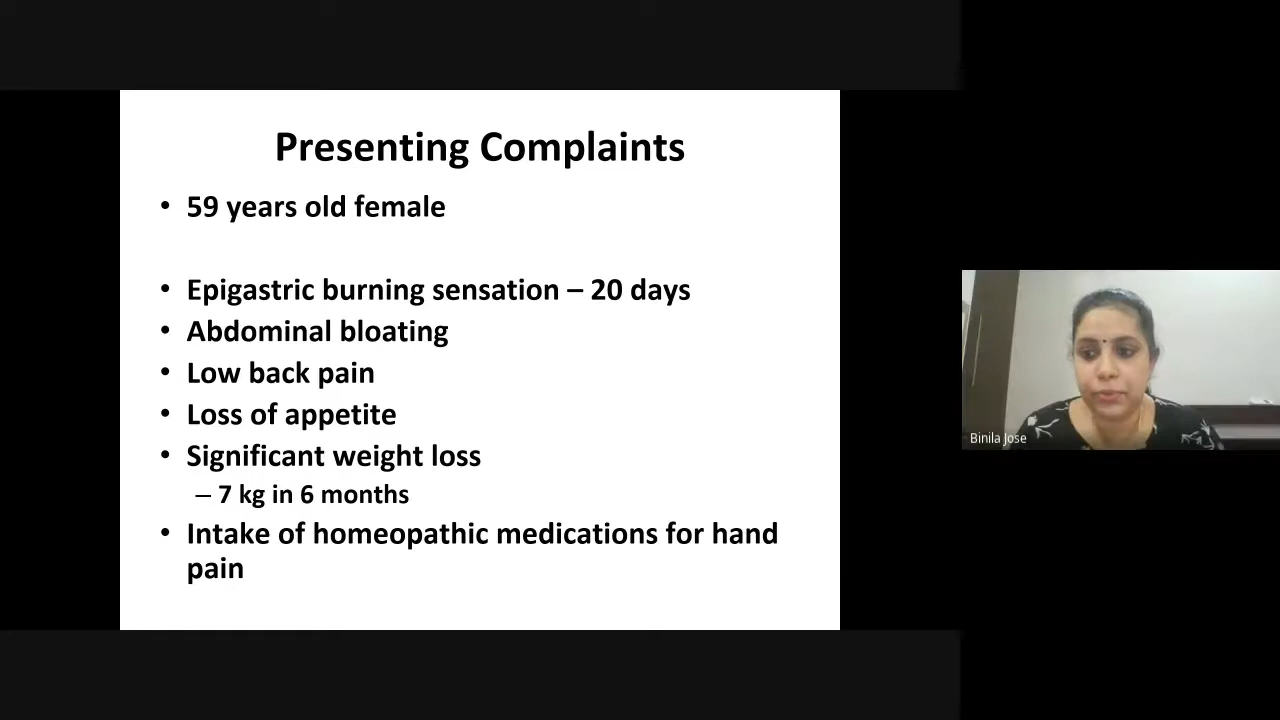 Presenting Complaints
• 59 years old female
• Epigastric burning sensation – 20 days
• Abdominal bloating
• Low back pain
• Loss of appetite
• Significant weight loss
– 7 kg in 6 months
• Intake of homeopathic medications for hand
pain
Binila Jose